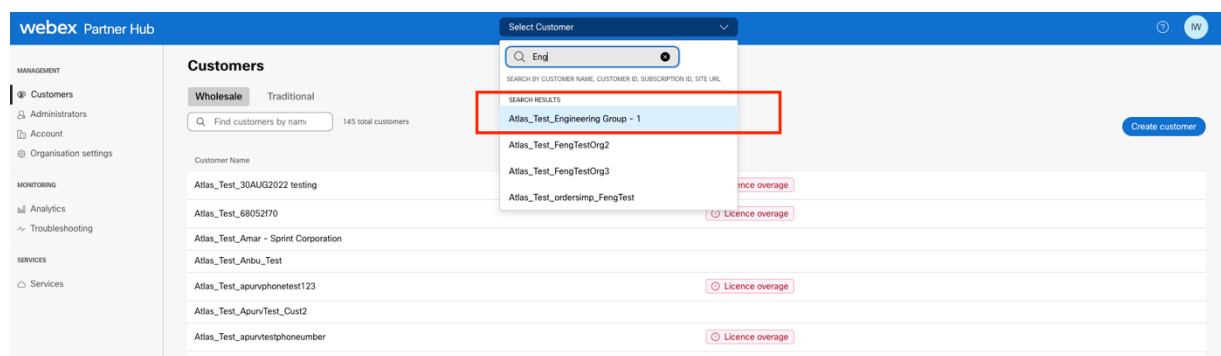 webex Partner Hub
Select Customer
IW
MANAGEMENT
Customers
Administrators
Account
Organisation settings
MONITORING
Analytics
Troubleshooting
SERVICES
Services
Customers
Wholesale Traditional
Find customers by nam
145 total customers
Create customer
Eng
SEARCH BY CUSTOMER NAME, CUSTOMER ID, SUBSCRIPTION ID, SITE URL
SEARCH RESULTS
Atlas_Test_Engineering Group - 1
Atlas_Test_FengTestOrg2
Atlas_Test_FengTestOrg3
Atlas_Test_ordersimp_FengTest
Customer Name
Atlas_Test_30AUG2022 testing
ence overage
Atlas_Test_68052f70
Licence overage
Atlas_Test_Amar - Sprint Corporation
Atlas_Test_Anbu_Test
Atlas_Test_apurvphonetest123
Licence overage
Atlas_Test_ApurvTest_Cust2
Atlas_Test_apurvtestphoneumber
Licence overage